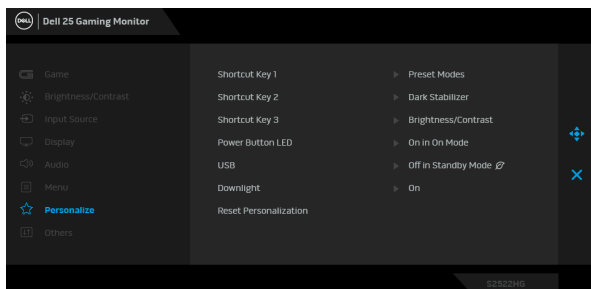 DELL Dell 25 Gaming Monitor
Game
Brightness/Contrast
Input Source
Display
Audio
Menu
Personalize
Others
Shortcut Key 1 Preset Modes
Shortcut Key 2 Dark Stabilizer
Shortcut Key 3 Brightness/Contrast
Power Button LED On in On Mode
USB Off in Standby Mode
Downlight On
Reset Personalization
S2522HG